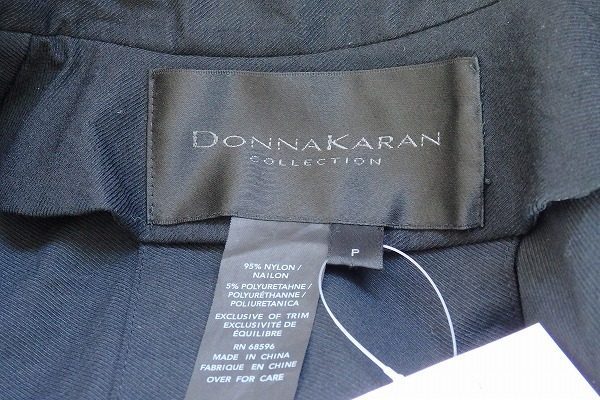 DONNAKARAN
COLLECTION
P
95% NYLON/
NAILON
5% POLYURETAHNE/
POLYURÉTHANNE/
POLIURETANICA
EXCLUSIVE OF TRIM
EXCLUSIVITÉ DE
ÉQUILIBRE
RN 68596
MADE IN CHINA
FABRIQUÉ EN CHINE
OVER FOR CARE